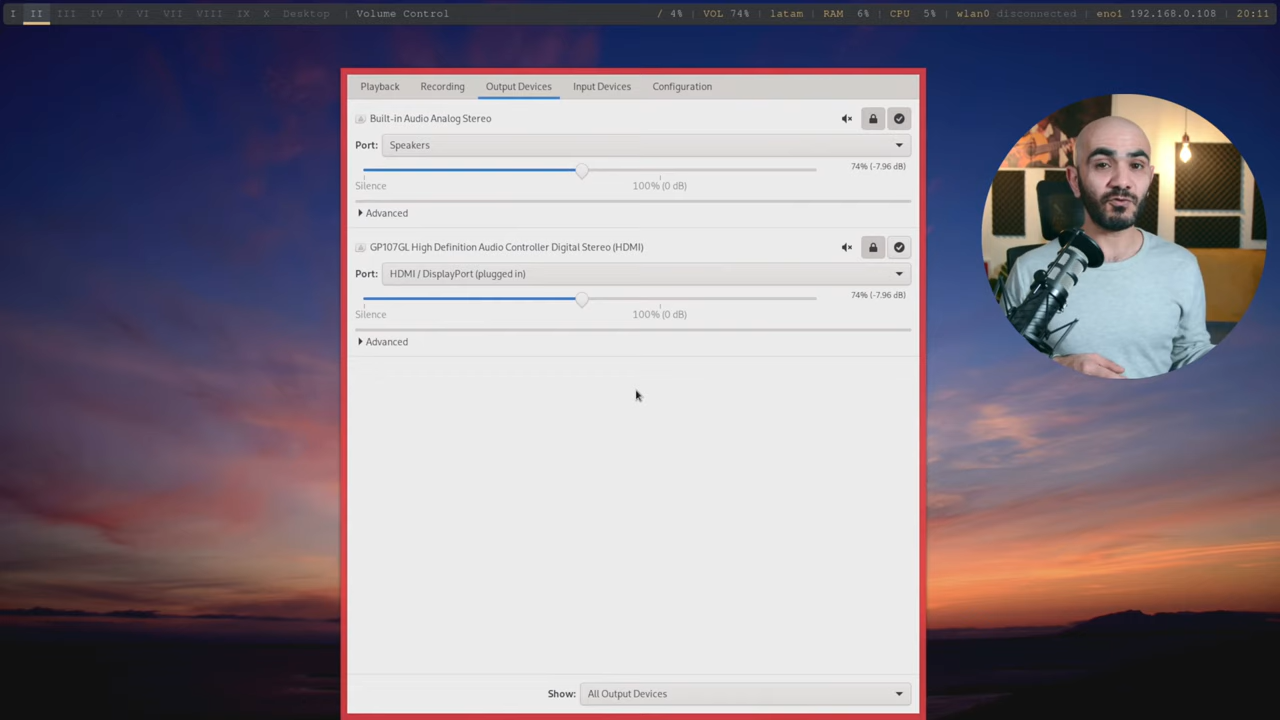 I II III IV V VI VII VIII IX X Desktop | Volume Control / 4% | VOL 74% | latam | RAM 6% | CPU 5% | wlan0 disconnected | eno1 192.168.0.108 | 20:11
Playback Recording Output Devices Input Devices Configuration
Built-in Audio Analog Stereo
Port: Speakers
74% (-7.96 dB)
Silence 100% (0 dB)
Advanced
GP107GL High Definition Audio Controller Digital Stereo (HDMI)
Port: HDMI / DisplayPort (plugged in)
74% (-7.96 dB)
Silence 100% (0 dB)
Advanced
Show: All Output Devices